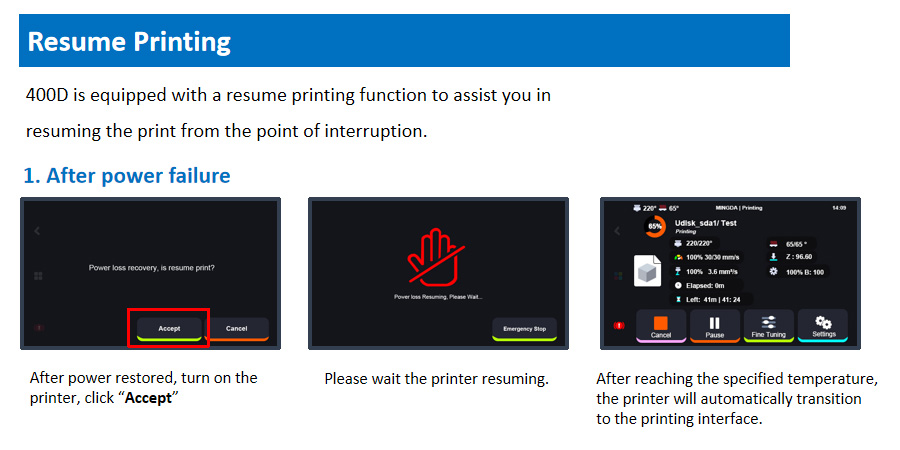 Resume Printing
400D is equipped with a resume printing function to assist you in
resuming the print from the point of interruption.
1. After power failure
Power loss recovery, is resume print?
Accept
Cancel
After power restored, turn on the
printer, click “Accept”
Power loss Resuming, Please Wait...
Emergency Stop
Please wait the printer resuming.
220° 65° MINGDA | Printing 14:09
65%
Udisk_sda1/ Test
Printing
220/220° 65/65 °
100% 30/30 mm/s Z : 96.60
100% 3.6 mm³/s 100% B: 100
Elapsed: 0m
Left: 41m | 41: 24
Cancel
Pause
Fine Tuning
Settings
After reaching the specified temperature,
the printer will automatically transition
to the printing interface.